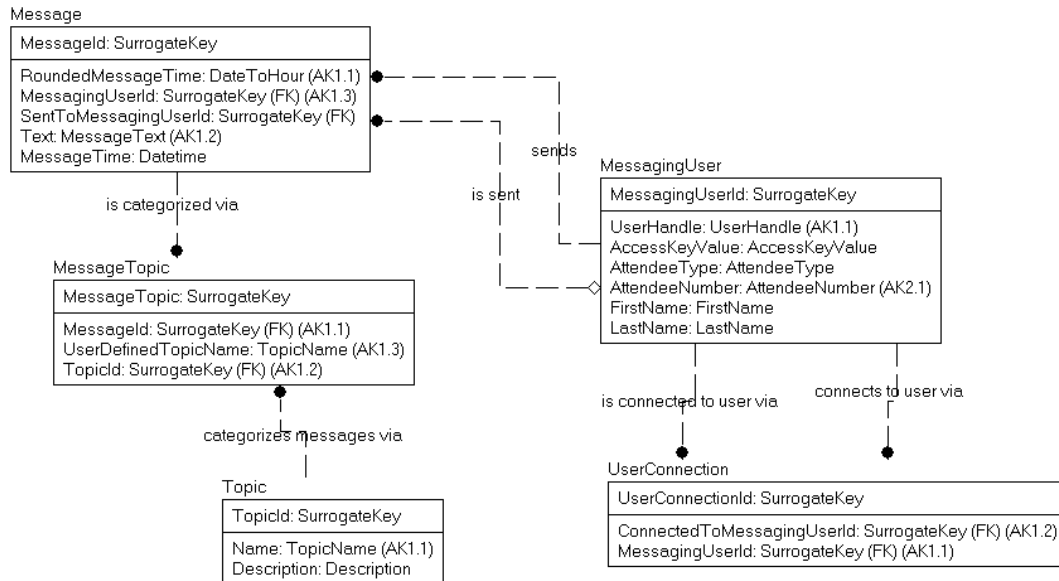 Message
MessageId: SurrogateKey
RoundedMessageTime: DateToHour (AK1.1)
MessagingUserId: SurrogateKey (FK) (AK1.3)
SentToMessagingUserId: SurrogateKey (FK)
Text: MessageText (AK1.2)
MessageTime: Datetime
sends
is sent
is categorized via
MessagingUser
MessagingUserId: SurrogateKey
UserHandle: UserHandle (AK1.1)
AccessKeyValue: AccessKeyValue
AttendeeType: AttendeeType
AttendeeNumber: AttendeeNumber (AK2.1)
FirstName: FirstName
LastName: LastName
MessageTopic
MessageTopic: SurrogateKey
MessageId: SurrogateKey (FK) (AK1.1)
UserDefinedTopicName: TopicName (AK1.3)
TopicId: SurrogateKey (FK) (AK1.2)
is connected to user via
connects to user via
categorizes messages via
Topic
TopicId: SurrogateKey
Name: TopicName (AK1.1)
Description: Description
UserConnection
UserConnectionId: SurrogateKey
ConnectedToMessagingUserId: SurrogateKey (FK) (AK1.2)
MessagingUserId: SurrogateKey (FK) (AK1.1)